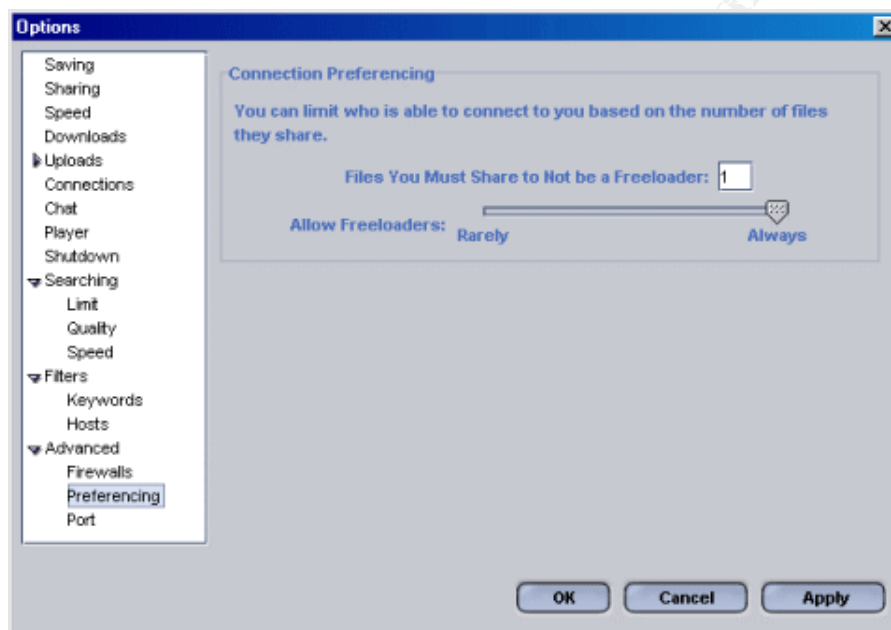 Options
Saving
Sharing
Speed
Downloads
Uploads
Connections
Chat
Player
Shutdown
Searching
Limit
Quality
Speed
Filters
Keywords
Hosts
Advanced
Firewalls
Preferencing
Port
Connection Preferencing
You can limit who is able to connect to you based on the number of files
they share.
Files You Must Share to Not be a Freeloader: 1
Allow Freeloaders:
Rarely
Always
OK
Cancel
Apply